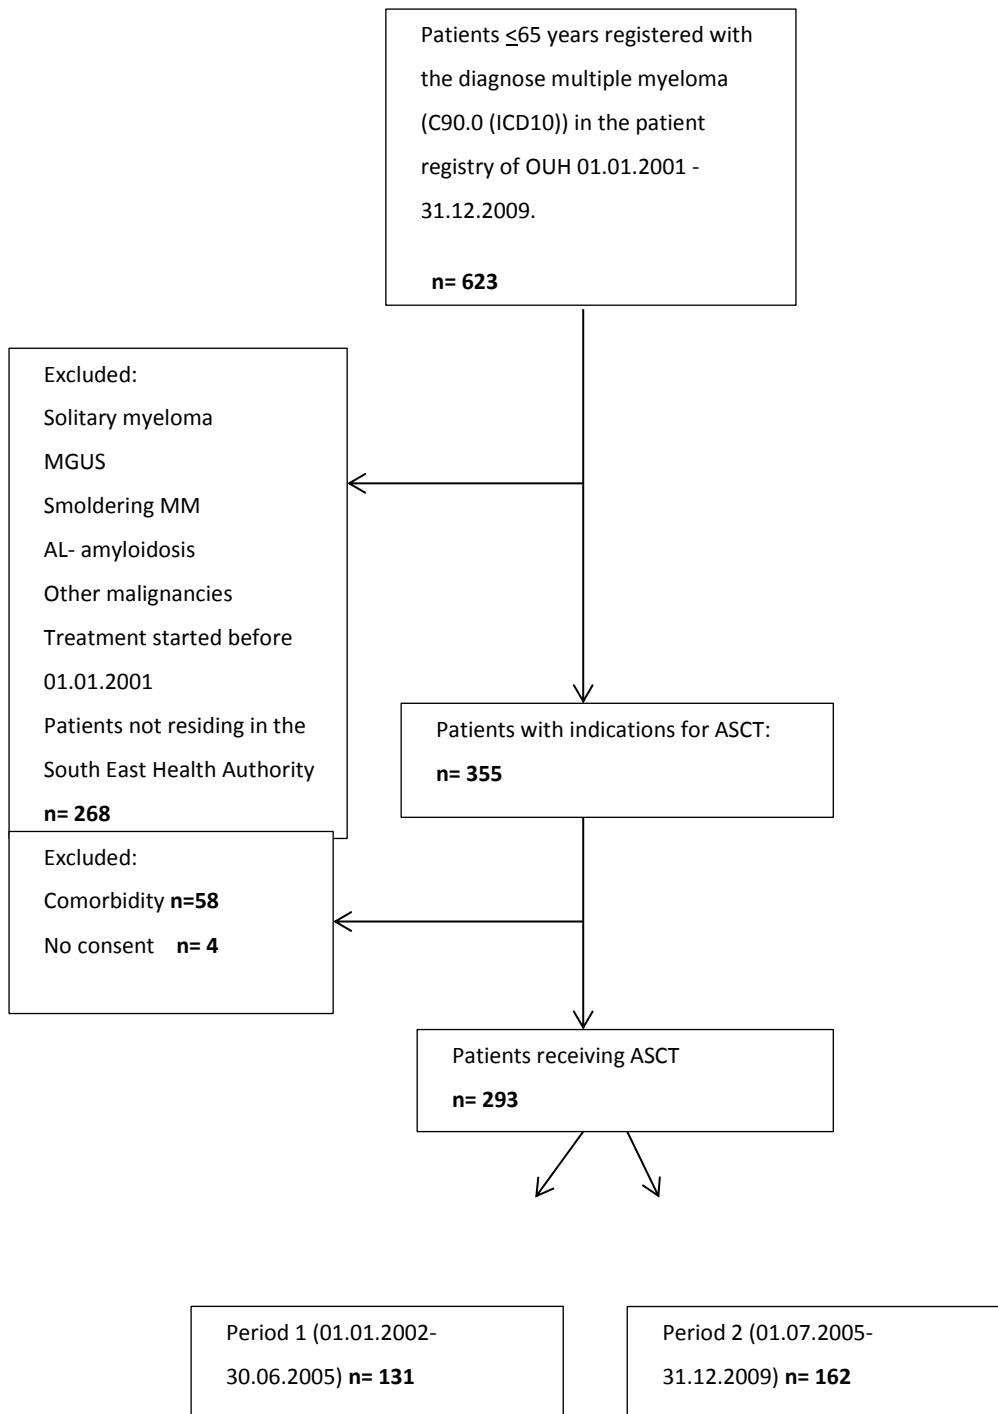 Patients <65 years registered with
the diagnose multiple myeloma
(C90.0 (ICD10)) in the patient
registry of OUH 01.01.2001 -
31.12.2009.
n= 623
Excluded:
Solitary myeloma
MGUS
Smoldering MM
AL- amyloidosis
Other malignancies
Treatment started before
01.01.2001
Patients not residing in the
South East Health Authority
n= 268
Patients with indications for ASCT:
n= 355
Excluded:
Comorbidity n=58
No consent n= 4
Patients receiving ASCT
n= 293
Period 1 (01.01.2002-
30.06.2005) n= 131
Period 2 (01.07.2005-
31.12.2009) n= 162